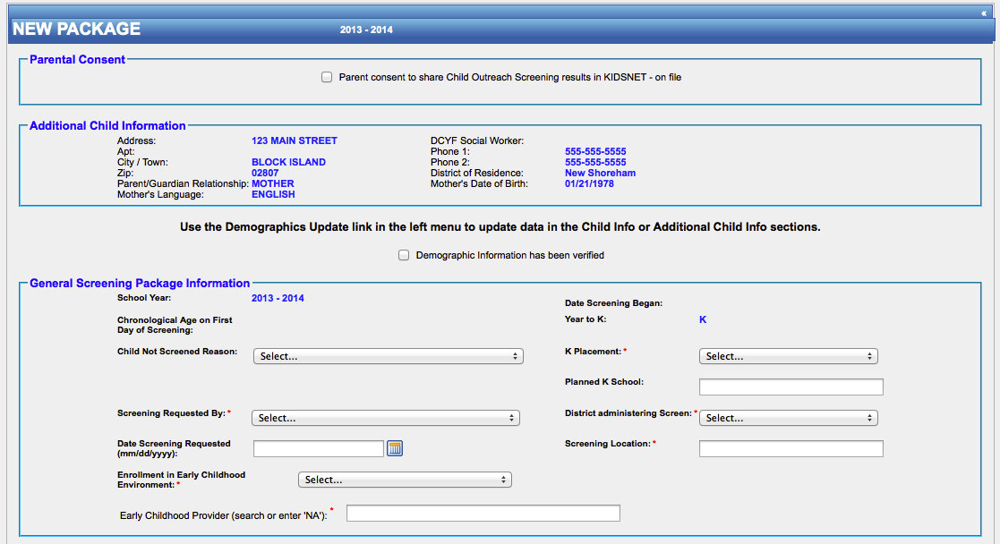 «
NEW PACKAGE 2013 - 2014
Parental Consent
Parent consent to share Child Outreach Screening results in KIDSNET - on file
Additional Child Information
Address: 123 MAIN STREET DCYF Social Worker:
Apt: Phone 1: 555-555-5555
City / Town: BLOCK ISLAND Phone 2: 555-555-5555
Zip: 02807 District of Residence: New Shoreham
Parent/Guardian Relationship: MOTHER Mother's Date of Birth: 01/21/1978
Mother's Language: ENGLISH
Use the Demographics Update link in the left menu to update data in the Child Info or Additional Child Info sections.
Demographic Information has been verified
General Screening Package Information
School Year: 2013 - 2014 Date Screening Began:
Chronological Age on First Year to K: K
Day of Screening:
Child Not Screened Reason: Select... K Placement: * Select...
Planned K School:
Screening Requested By: * Select... District administering Screen: * Select...
Date Screening Requested Screening Location: *
(mm/dd/yyyy):
Enrollment in Early Childhood Select...
Environment: *
Early Childhood Provider (search or enter 'NA'): *